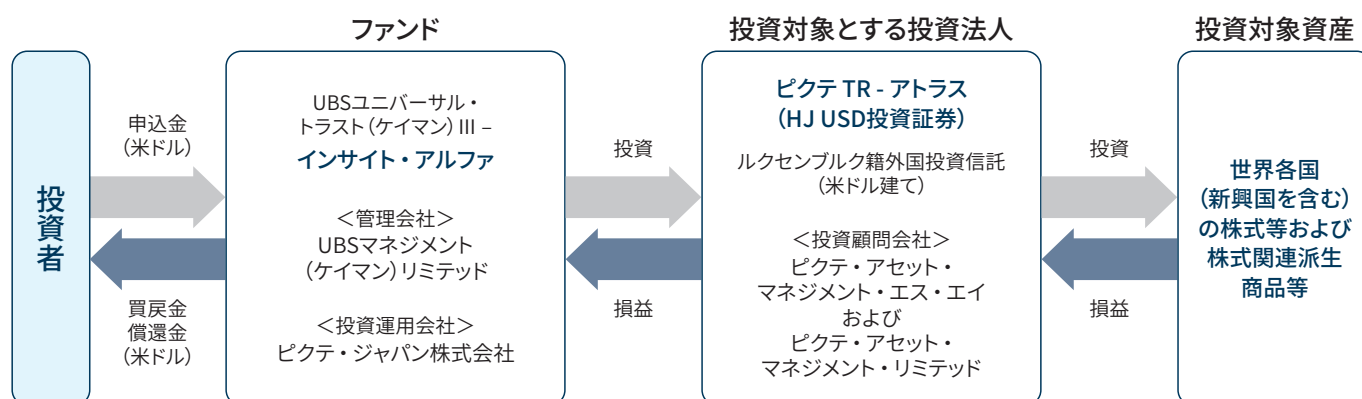 ファンド
投資対象とする投資法人
投資対象資産
投資者
申込金
（米ドル）
買戻金
償還金
（米ドル）
UBSユニバーサル・
トラスト（ケイマン）III –
インサイト・アルファ
＜管理会社＞
UBSマネジメント
（ケイマン）リミテッド
＜投資運用会社＞
ピクテ・ジャパン株式会社
投資
損益
ピクテ TR - アトラス
（HJ USD投資証券）
ルクセンブルク籍外国投資信託
（米ドル建て）
＜投資顧問会社＞
ピクテ・アセット・
マネジメント・エス・エイ
および
ピクテ・アセット・
マネジメント・リミテッド
投資
損益
世界各国
（新興国を含む）
の株式等および
株式関連派生
商品等